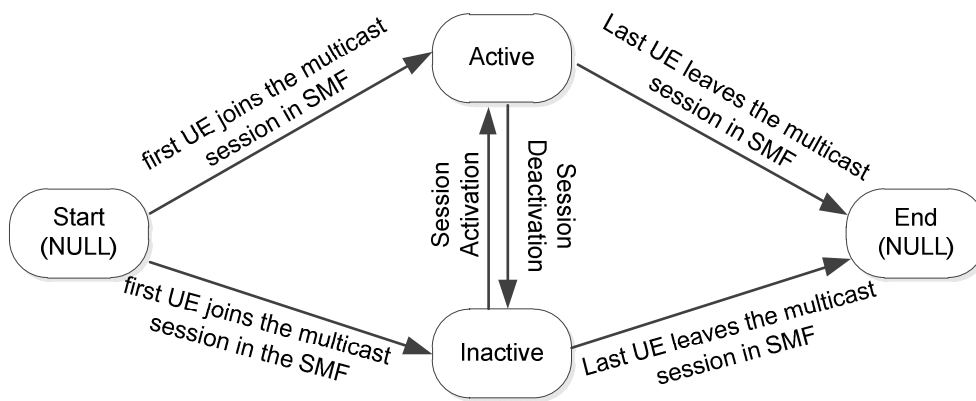 Active
first UE joins the multicast
session in SMF
Last UE leaves the multicast
session in SMF
Session
Activation
Session
Deactivation
Start
(NULL)
End
(NULL)
first UE joins the multicast
session in the SMF
Inactive
Last UE leaves the multicast
session in SMF